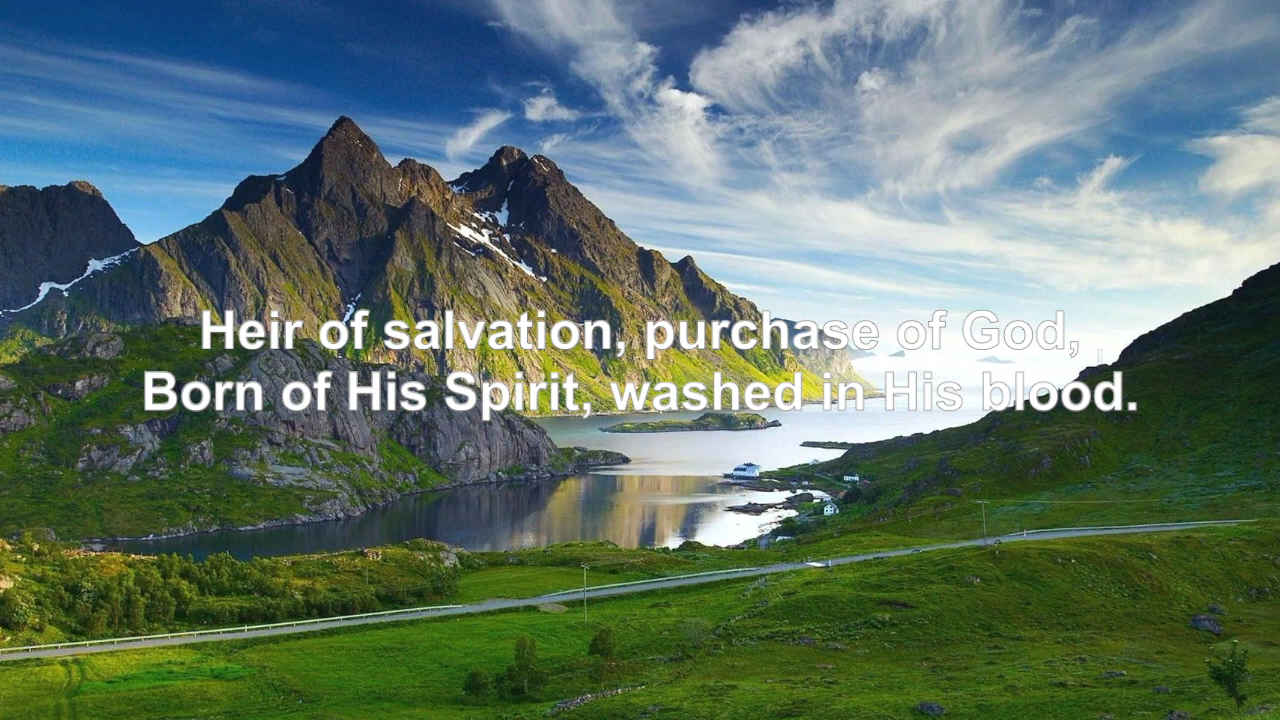 Heir of salvation, purchase of God,
Born of His Spirit, washed in His blood.